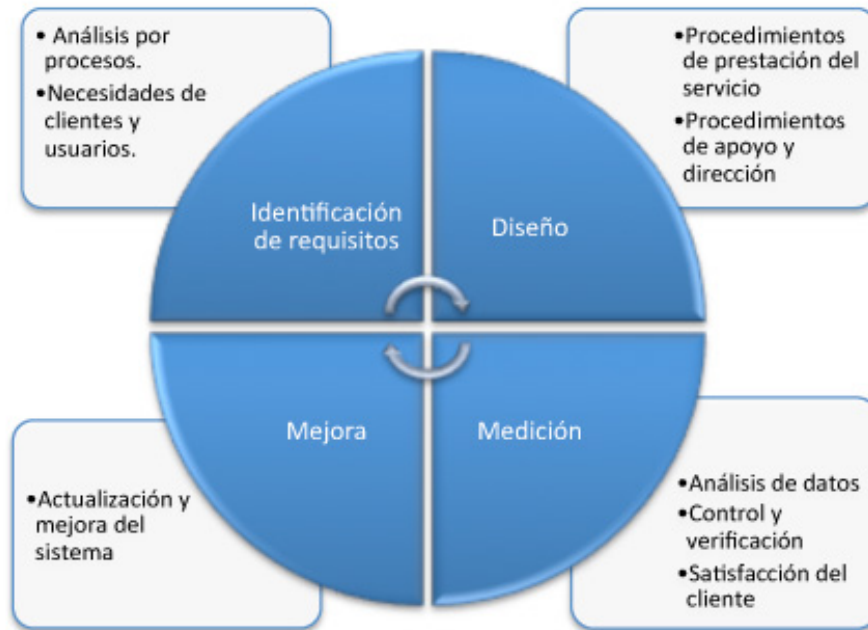 • Análisis por
procesos.
•Necesidades de
clientes y
usuarios.
•Procedimientos
de prestación del
servicio
•Procedimientos
de apoyo y
dirección
Identificación
de requisitos
Diseño
Mejora
Medición
•Actualización y
mejora del
sistema
•Análisis de datos
•Control y
verificación
•Satisfacción del
cliente